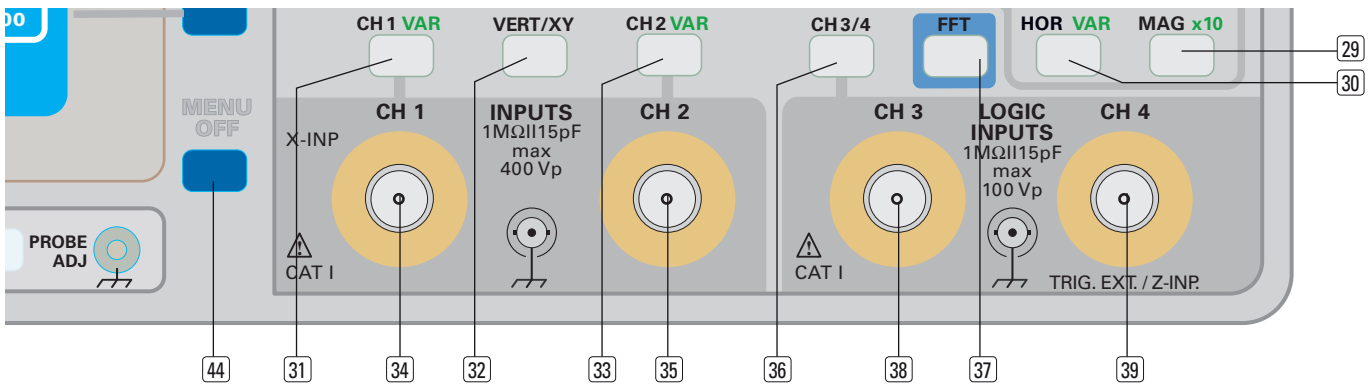 00
CH 1 VAR
VERT/XY
CH 2 VAR
CH 3/4
FFT
HOR VAR
MAG x10
29
30
MENU
OFF
X-INP
CH 1
INPUTS
1MΩII15pF
max
400 Vp
CH 2
CH 3
LOGIC
INPUTS
1MΩII15pF
max
100 Vp
CH 4
PROBE
ADJ
CAT I
CAT I
TRIG. EXT. / Z-INP.
44
31
34
32
33
35
36
38
37
39